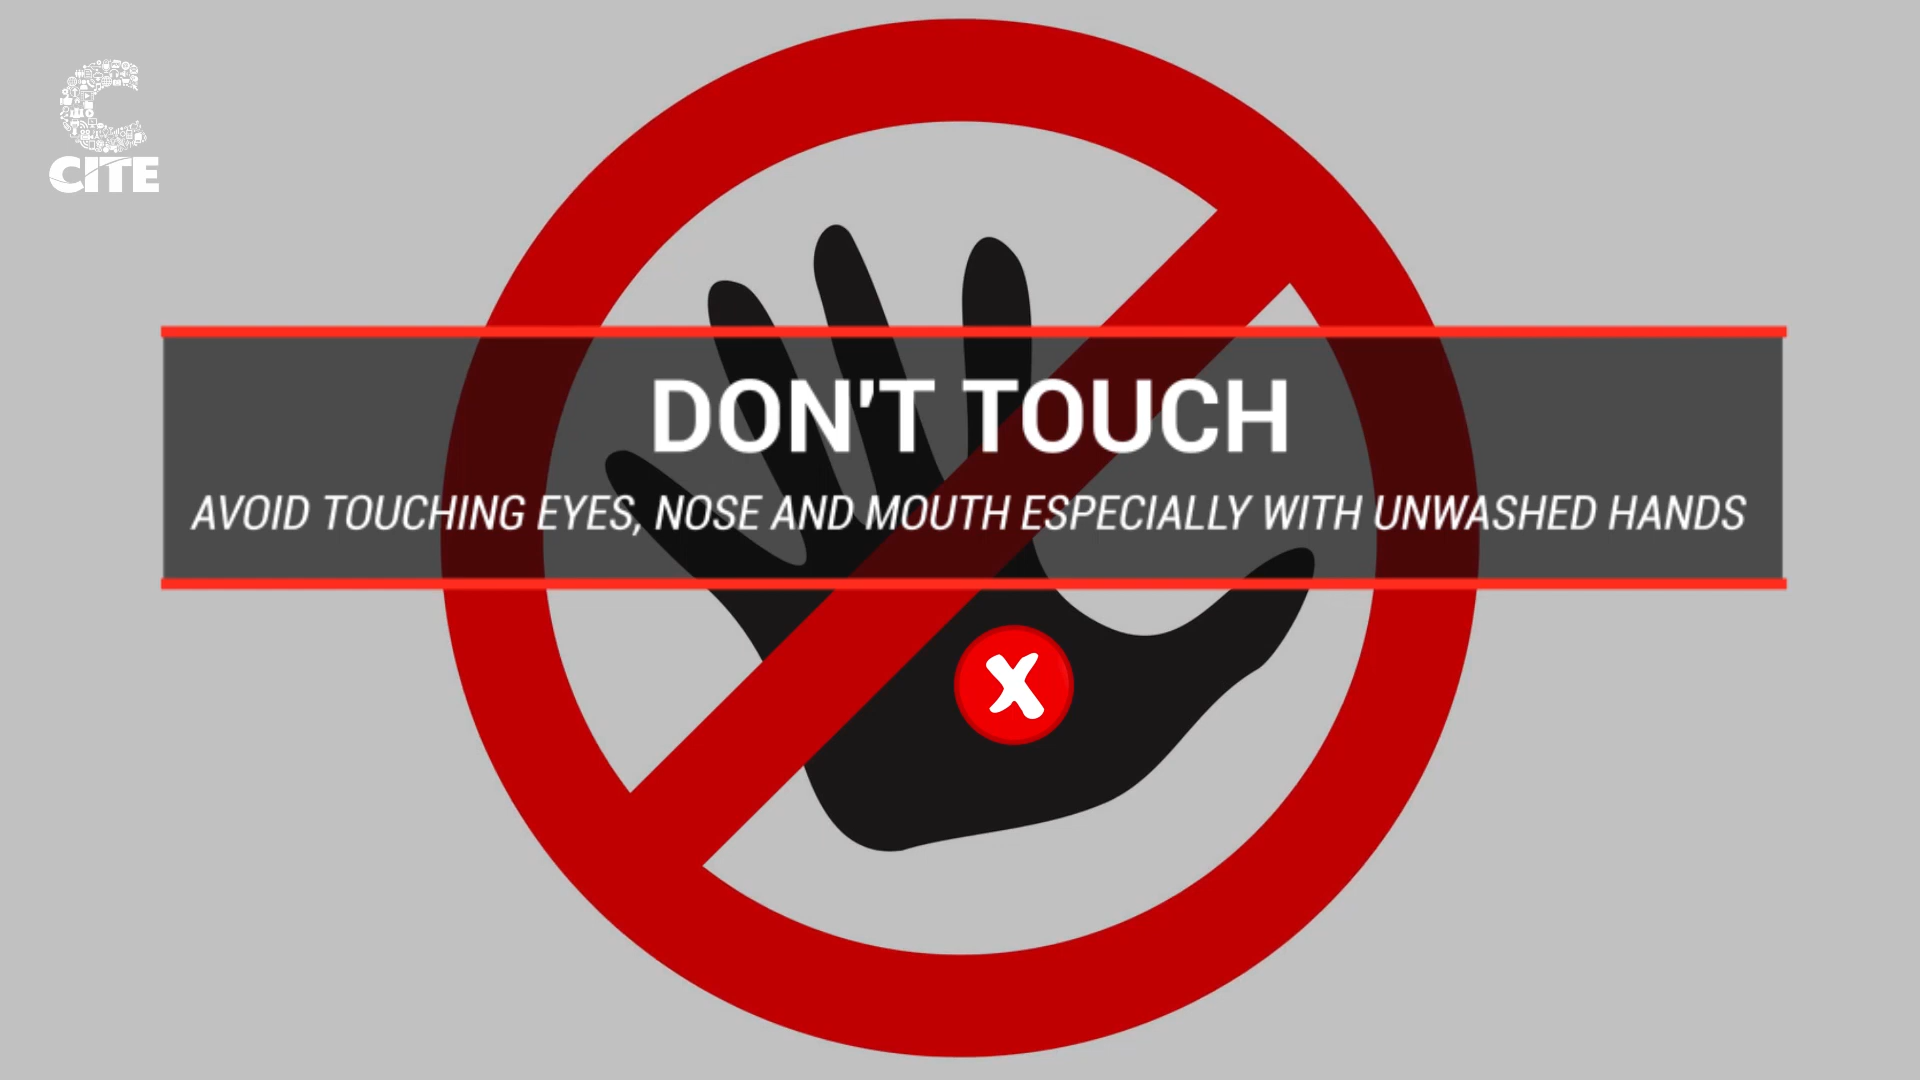 CITE
DON'T TOUCH
AVOID TOUCHING EYES, NOSE AND MOUTH ESPECIALLY WITH UNWASHED HANDS
X